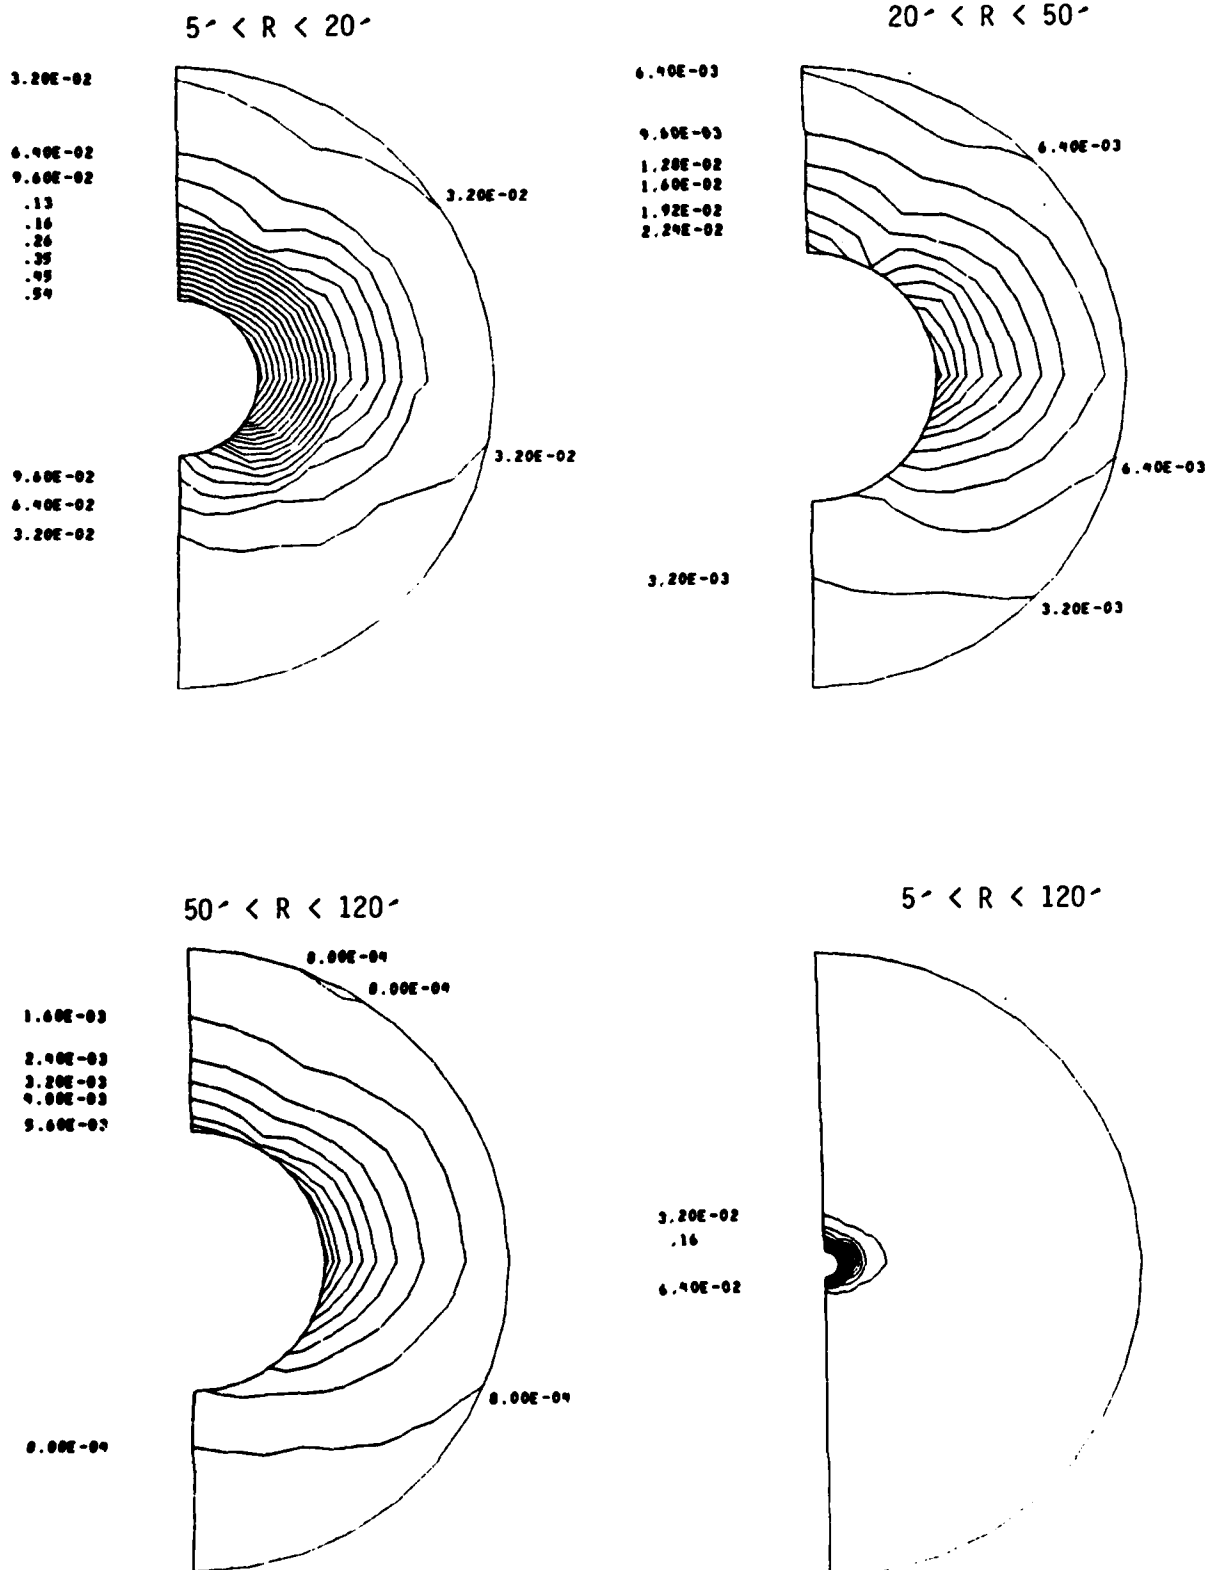 5´ < R < 20´
3.20E-02
6.40E-02
9.60E-02
.13
.16
.26
.35
.45
.54
3.20E-02
3.20E-02
9.60E-02
6.40E-02
3.20E-02
20´ < R < 50´
6.40E-03
9.60E-03
1.28E-02
1.60E-02
1.92E-02
2.24E-02
6.40E-03
6.40E-03
3.20E-03
3.20E-03
50´ < R < 120´
8.00E-04
8.00E-04
1.60E-03
2.40E-03
3.20E-03
4.00E-03
5.60E-03
8.00E-04
8.00E-04
5´ < R < 120´
3.20E-02
.16
6.40E-02